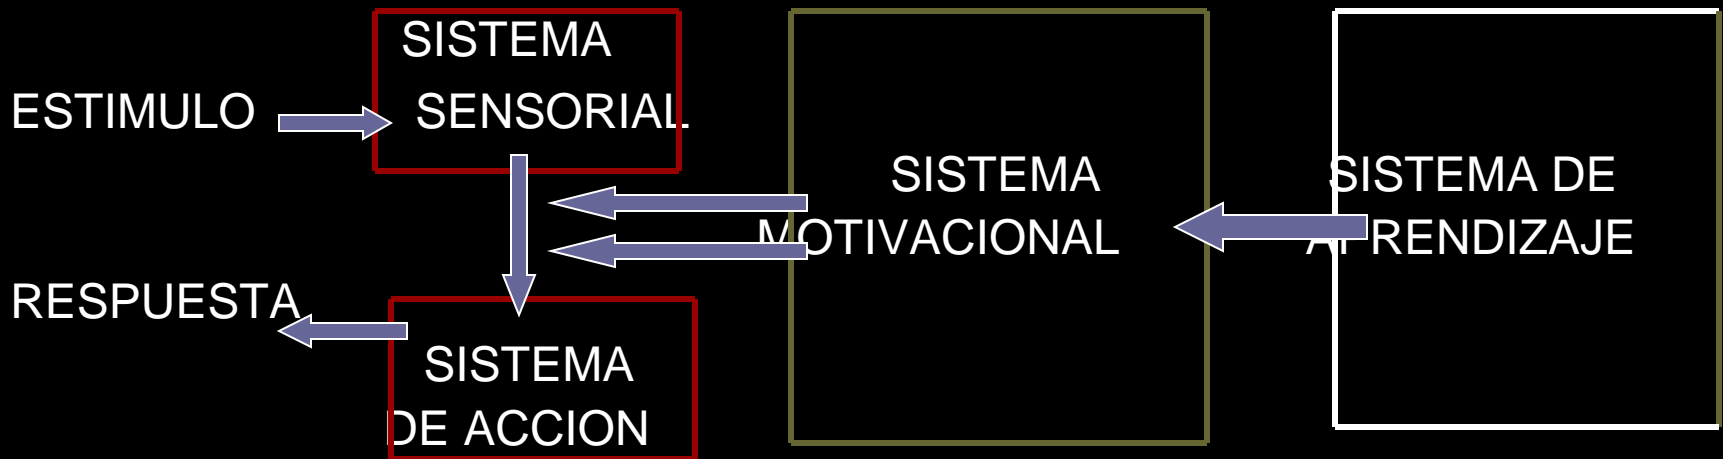 SISTEMA
SENSORIAL
ESTIMULO
RESPUESTA
SISTEMA
DE ACCION
SISTEMA
MOTIVACIONAL
SISTEMA DE
APRENDIZAJE